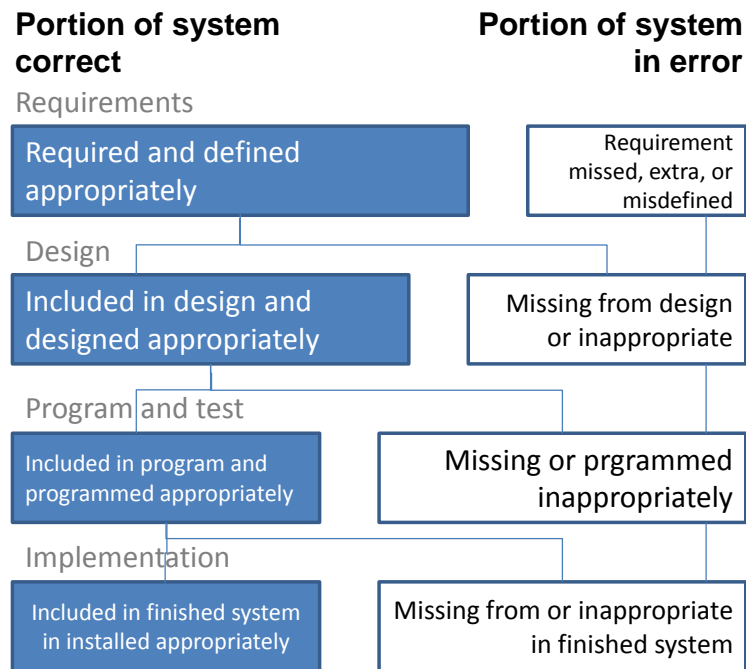 Portion of system
correct
Portion of system
in error
Requirements
Required and defined
appropriately
Requirement
missed, extra, or
misdefined
Design
Included in design and
designed appropriately
Missing from design
or inappropriate
Program and test
Included in program and
programmed appropriately
Missing or prgrammed
inappropriately
Implementation
Included in finished system
in installed appropriately
Missing from or inappropriate
in finished system